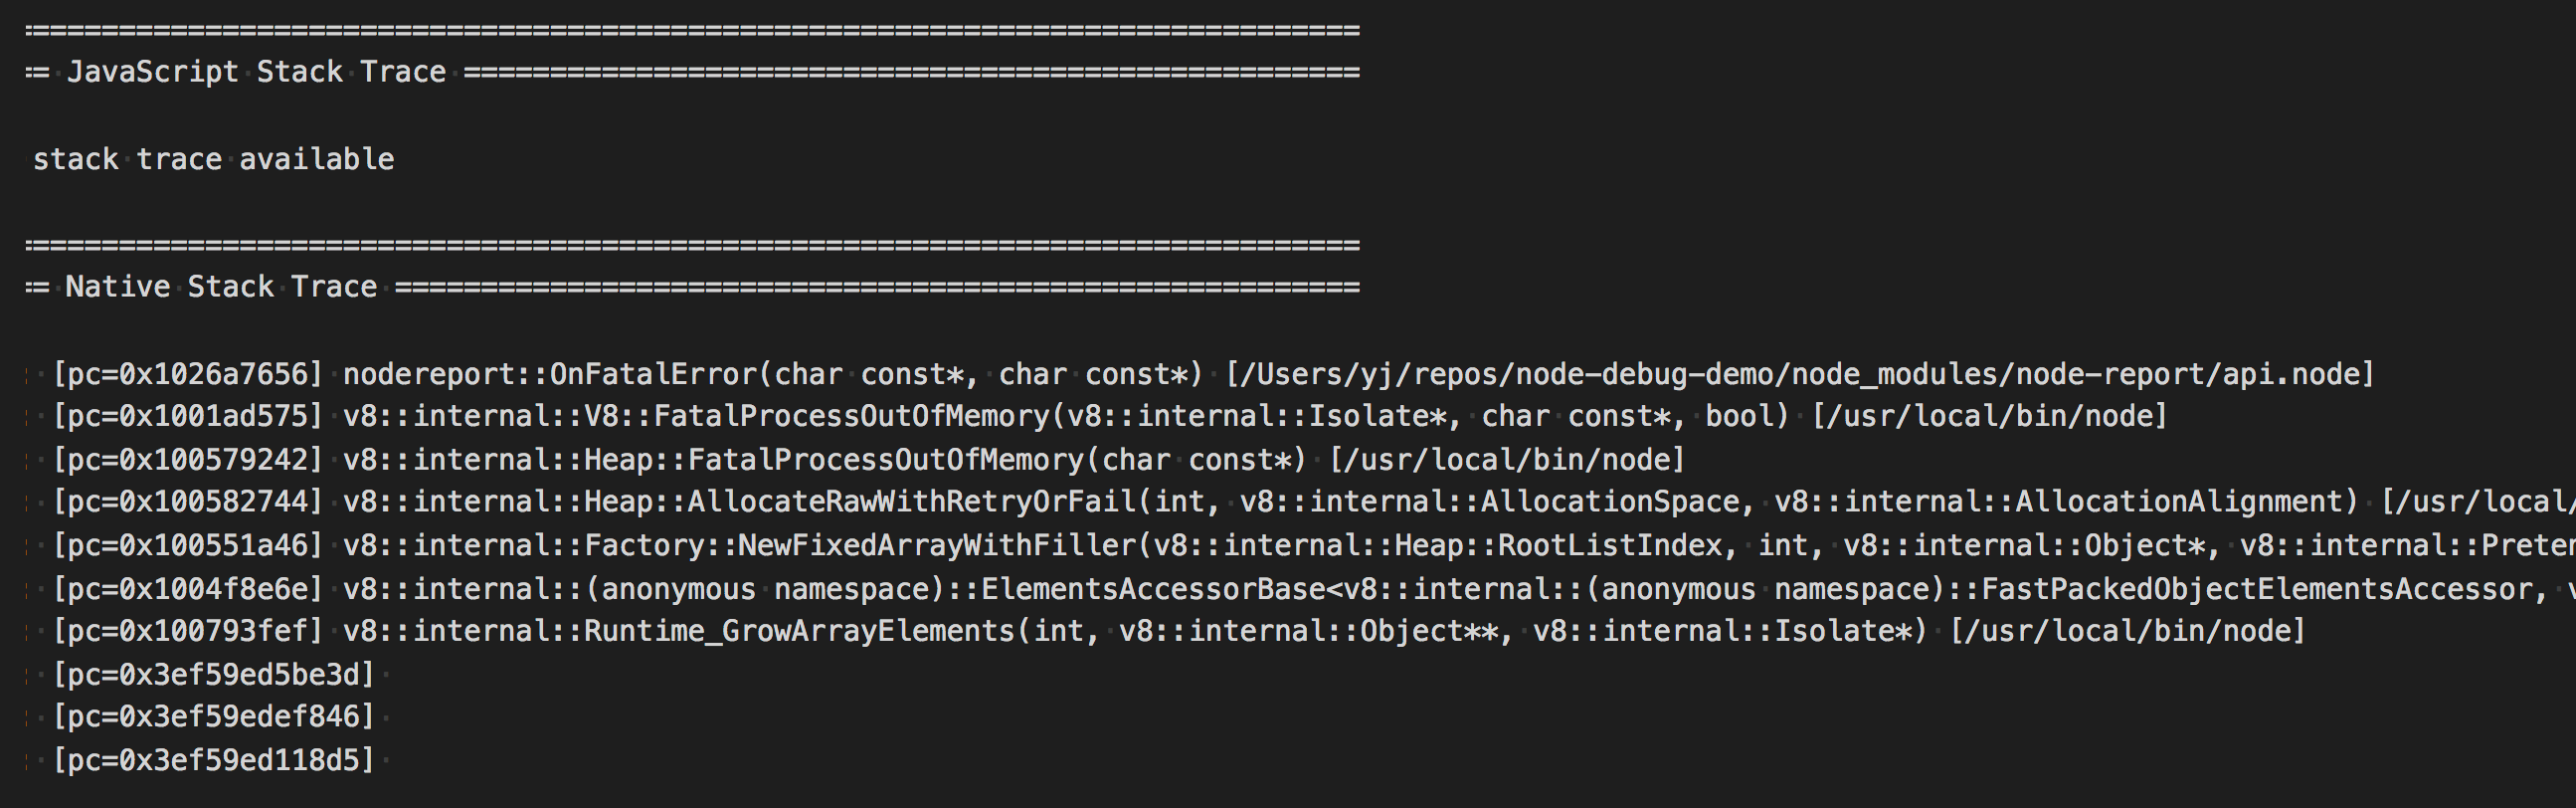 ==============================================================================
== JavaScript Stack Trace ====================================================
stack trace available
==============================================================================
== Native Stack Trace ========================================================
: [pc=0x1026a7656] nodereport::OnFatalError(char const*, char const*) [/Users/yj/repos/node-debug-demo/node_modules/node-report/api.node]
: [pc=0x1001ad575] v8::internal::V8::FatalProcessOutOfMemory(v8::internal::Isolate*, char const*, bool) [/usr/local/bin/node]
: [pc=0x100579242] v8::internal::Heap::FatalProcessOutOfMemory(char const*) [/usr/local/bin/node]
: [pc=0x100582744] v8::internal::Heap::AllocateRawWithRetryOrFail(int, v8::internal::AllocationSpace, v8::internal::AllocationAlignment) [/usr/local/
: [pc=0x100551a46] v8::internal::Factory::NewFixedArrayWithFiller(v8::internal::Heap::RootListIndex, int, v8::internal::Object*, v8::internal::Preten
: [pc=0x1004f8e6e] v8::internal::(anonymous namespace)::ElementsAccessorBase<v8::internal::(anonymous namespace)::FastPackedObjectElementsAccessor, v
: [pc=0x100793fef] v8::internal::Runtime_GrowArrayElements(int, v8::internal::Object**, v8::internal::Isolate*) [/usr/local/bin/node]
: [pc=0x3ef59ed5be3d]
: [pc=0x3ef59edef846]
: [pc=0x3ef59ed118d5]